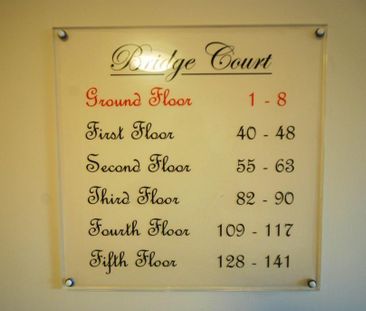 Bridge Court
Ground Floor 1 - 8
First Floor 40 - 48
Second Floor 55 - 63
Third Floor 82 - 90
Fourth Floor 109 - 117
Fifth Floor 128 - 141